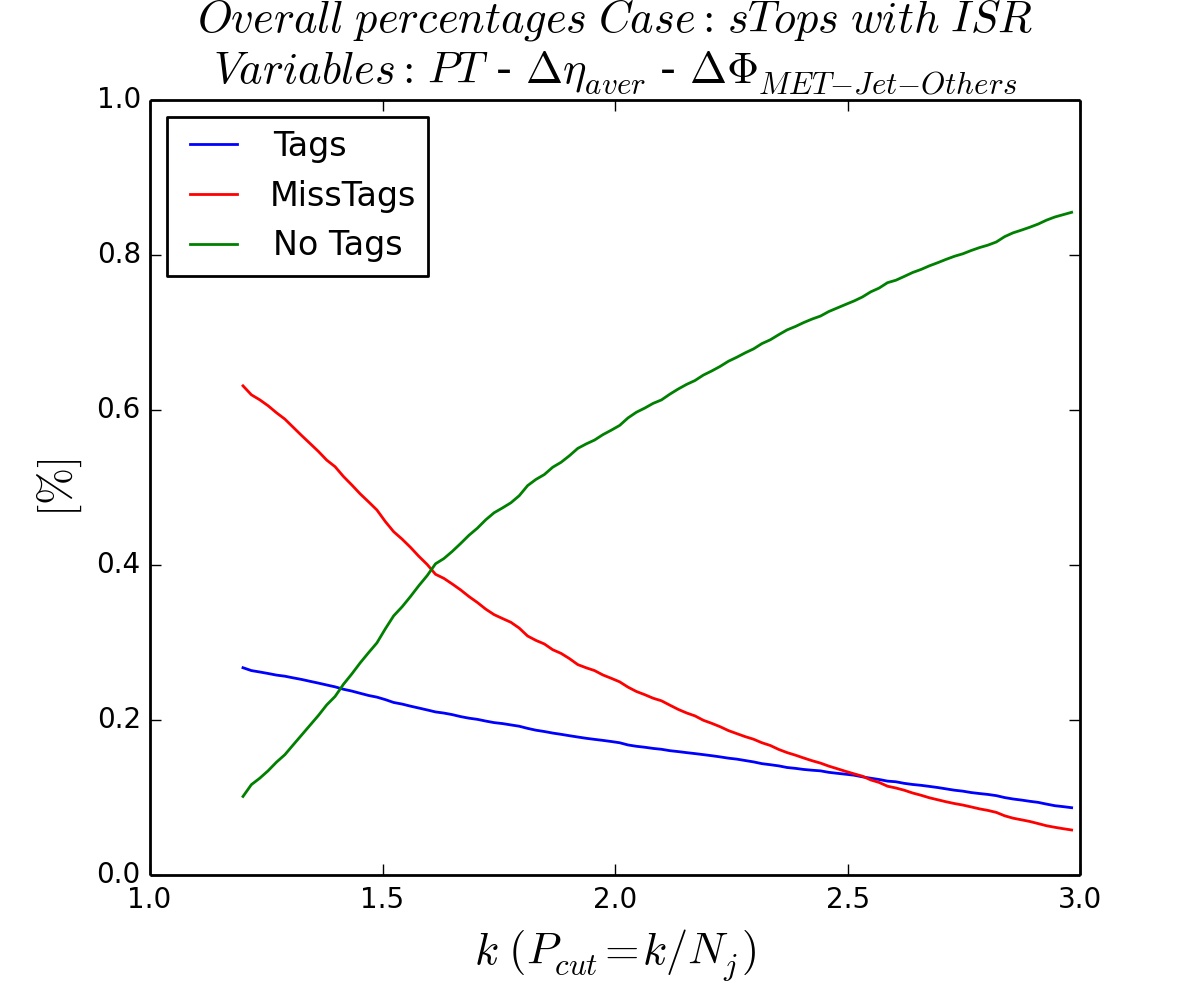 Overall percentages Case : sTops with ISR
Variables : PT - Δη_aver - ΔΦ_MET−Jet−Others
Tags
MissTags
No Tags
1.0
0.8
0.6
0.4
0.2
0.0
[%]
1.0 1.5 2.0 2.5 3.0
k (P_cut = k/N_j)